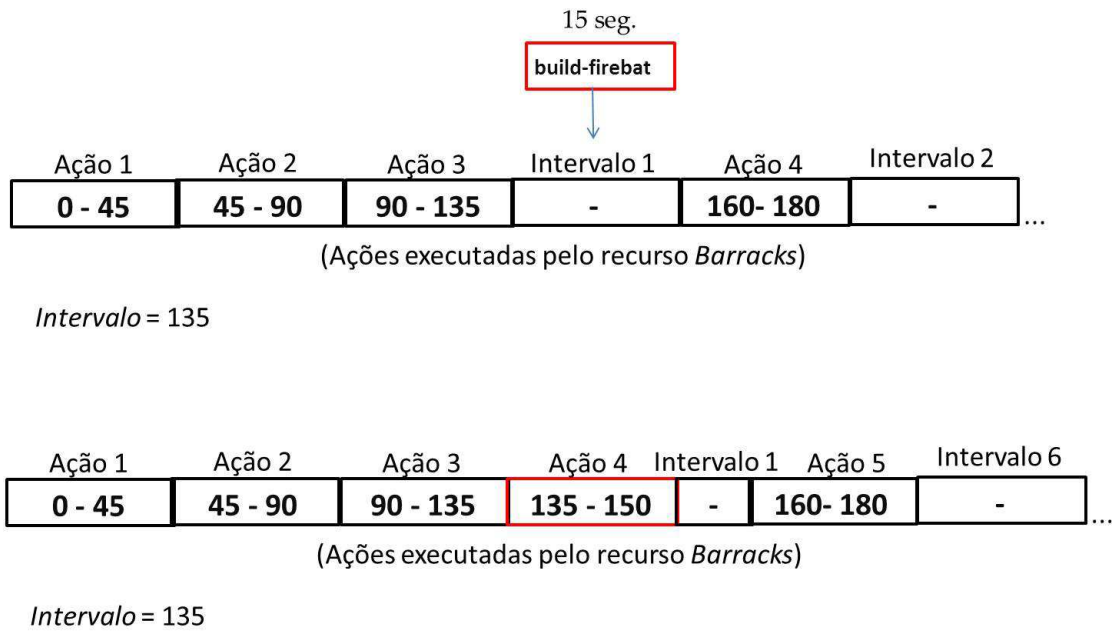 15 seg.
build-firebat
Ação 1 Ação 2 Ação 3 Intervalo 1 Ação 4 Intervalo 2
0 - 45 45 - 90 90 - 135 - 160- 180 - ...
(Ações executadas pelo recurso Barracks)
Intervalo = 135
Ação 1 Ação 2 Ação 3 Ação 4 Intervalo 1 Ação 5 Intervalo 6
0 - 45 45 - 90 90 - 135 135 - 150 - 160- 180 - ...
(Ações executadas pelo recurso Barracks)
Intervalo = 135